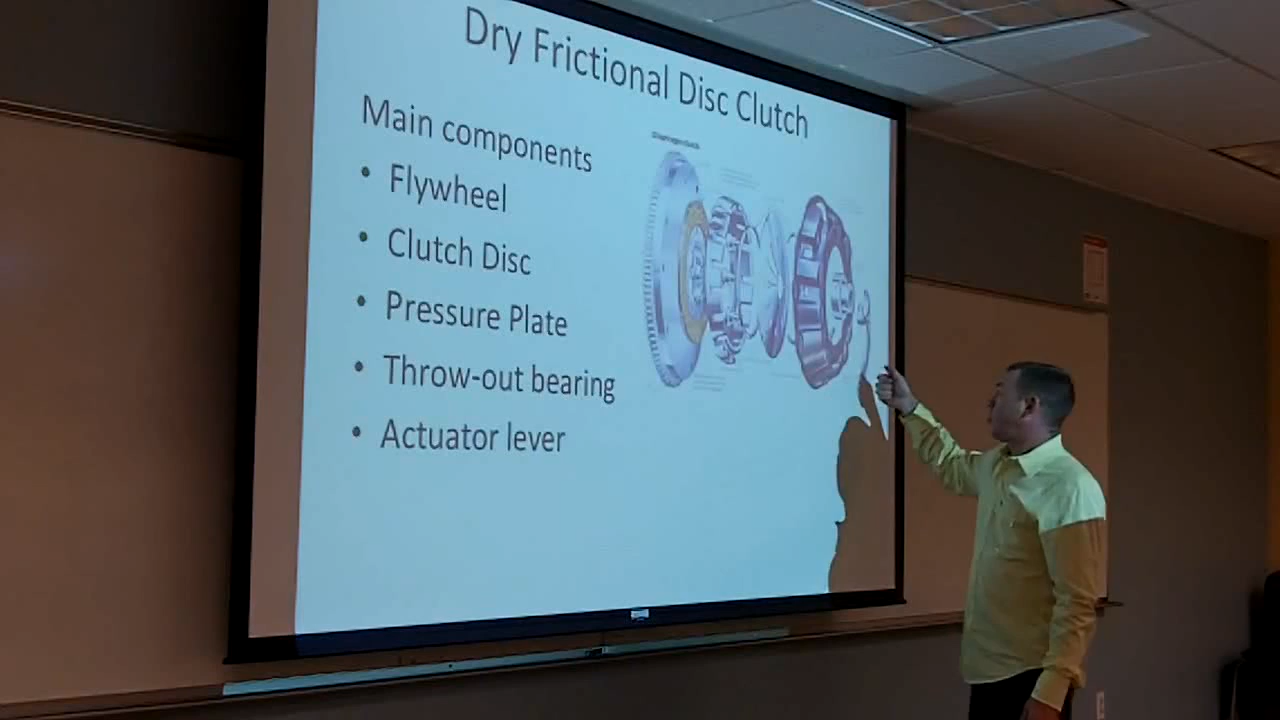 Dry Frictional Disc Clutch
Main components
• Flywheel
• Clutch Disc
• Pressure Plate
• Throw-out bearing
• Actuator lever